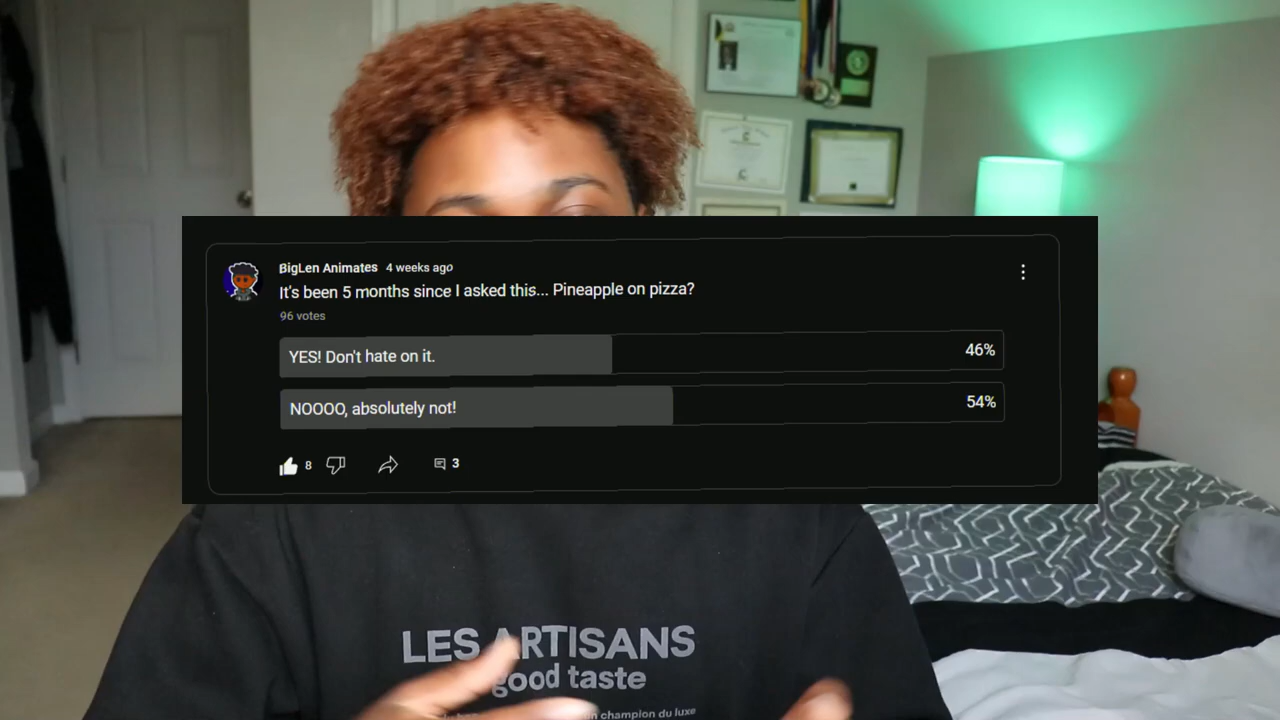 BigLen Animates 4 weeks ago
It's been 5 months since I asked this... Pineapple on pizza?
96 votes
YES! Don't hate on it.
46%
NOOOO, absolutely not!
54%
8
3
LES ARTISANS
good taste
champion du luxe